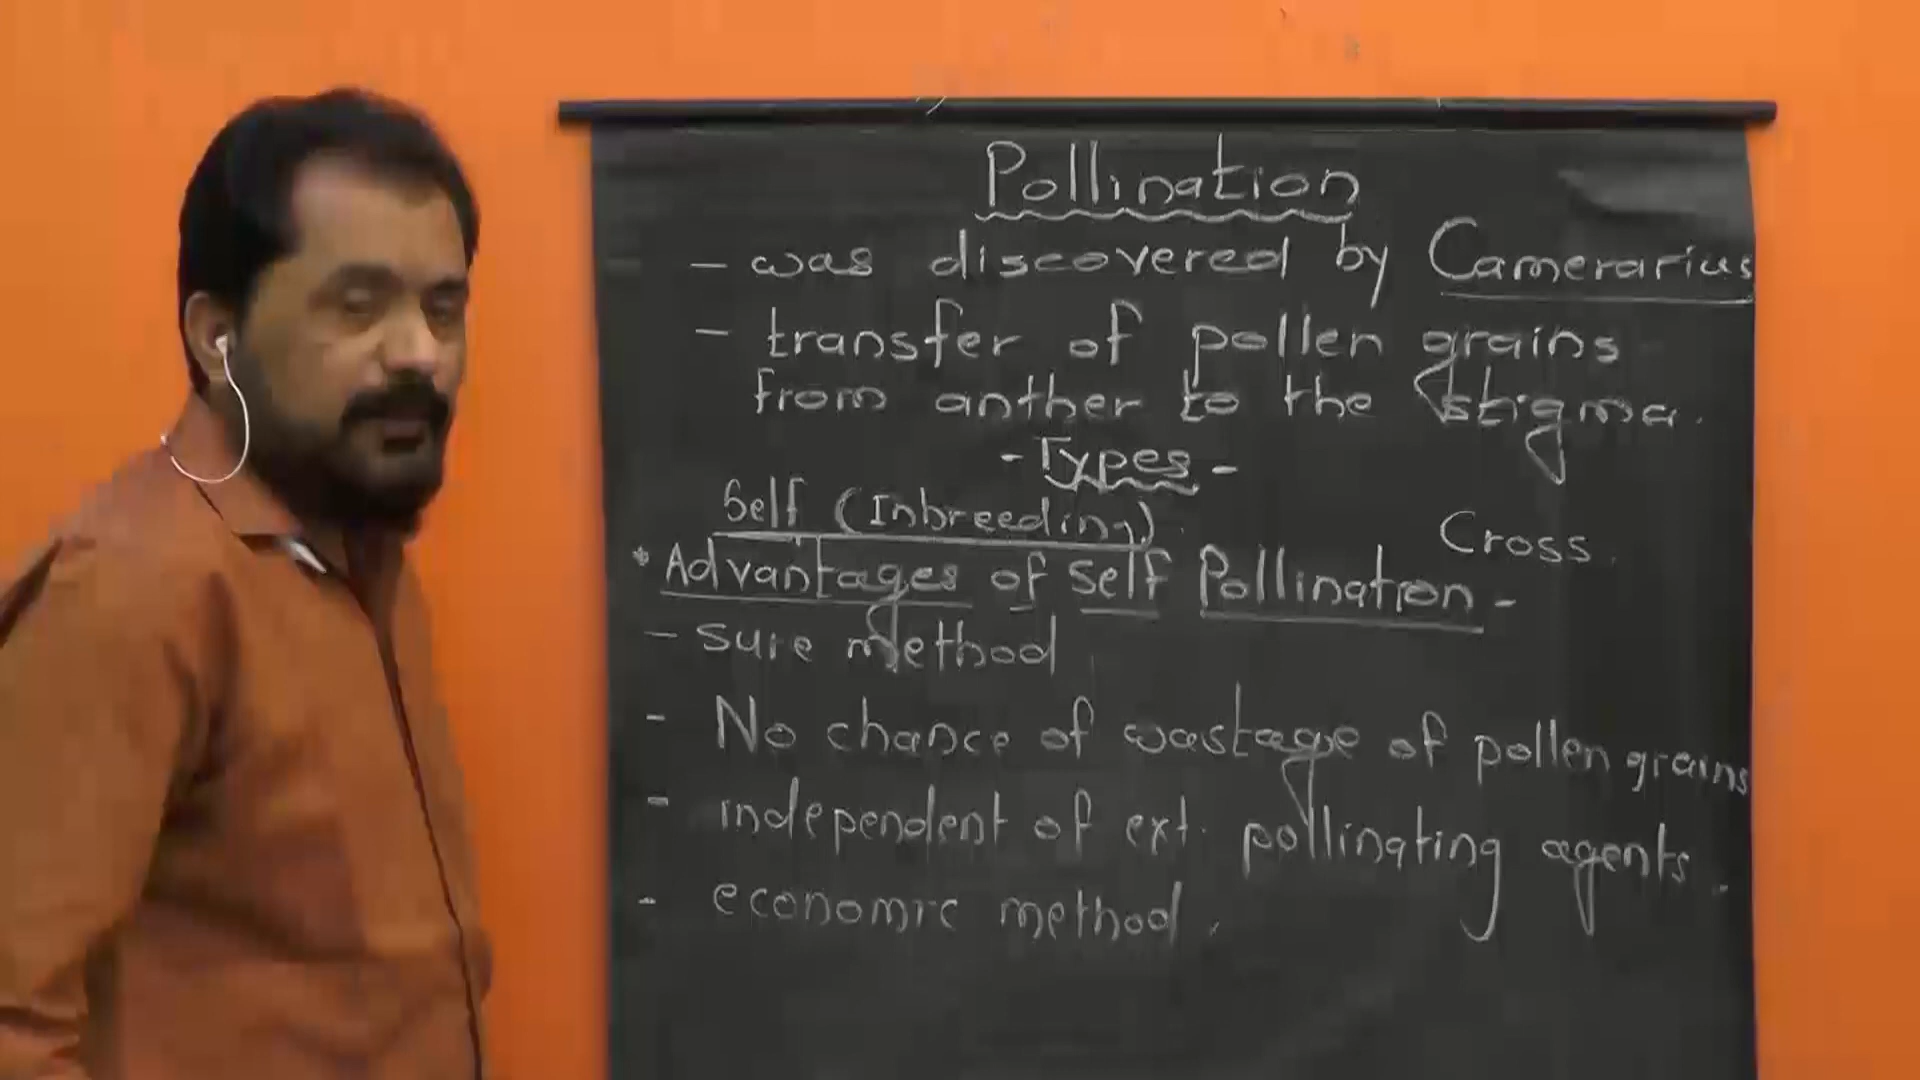 Pollination
- was discovered by Camerarius
- transfer of pollen grains
from anther to the stigma.
- Types -
Self (Inbreeding)
Cross
* Advantages of Self Pollination -
- sure method
- No chance of wastage of pollen grains
- independent of ext. pollinating agents.
- economic method.